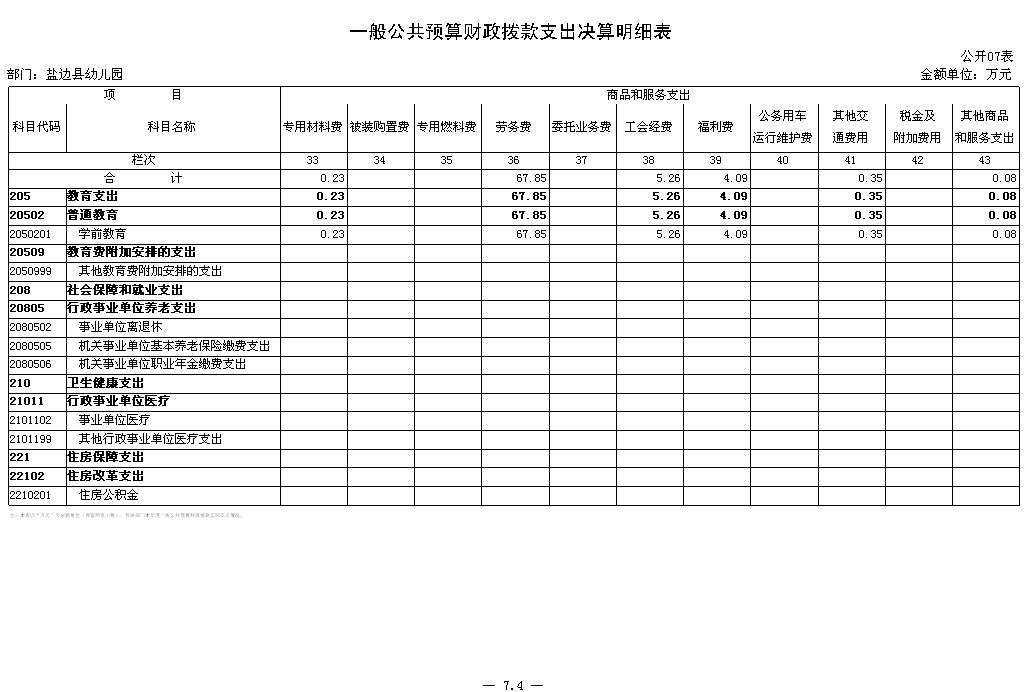 一般公共预算财政拨款支出决算明细表
公开07表
部门：盐边县幼儿园 金额单位：万元
项 目 商品和服务支出
科目代码 科目名称 专用材料费 被装购置费 专用燃料费 劳务费 委托业务费 工会经费 福利费 公务用车运行维护费 其他交通费用 税金及附加费用 其他商品和服务支出
栏次 33 34 35 36 37 38 39 40 41 42 43
合 计 0.23 67.85 5.26 4.09 0.35 0.08
205 教育支出 0.23 67.85 5.26 4.09 0.35 0.08
20502 普通教育 0.23 67.85 5.26 4.09 0.35 0.08
2050201 学前教育 0.23 67.85 5.26 4.09 0.35 0.08
20509 教育费附加安排的支出
2050999 其他教育费附加安排的支出
208 社会保障和就业支出
20805 行政事业单位养老支出
2080502 事业单位离退休
2080505 机关事业单位基本养老保险缴费支出
2080506 机关事业单位职业年金缴费支出
210 卫生健康支出
21011 行政事业单位医疗
2101102 事业单位医疗
2101199 其他行政事业单位医疗支出
221 住房保障支出
22102 住房改革支出
2210201 住房公积金
— 7.4 —